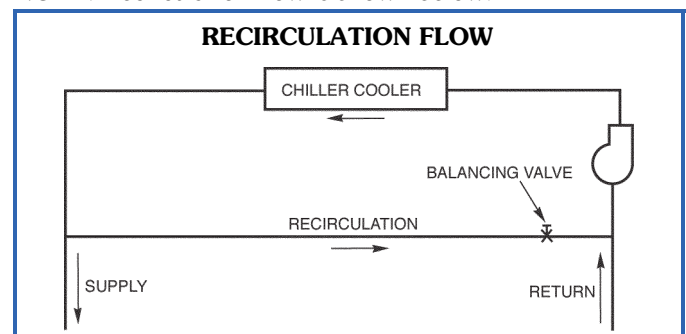 RECIRCULATION FLOW
CHILLER COOLER
BALANCING VALVE
RECIRCULATION
SUPPLY
RETURN